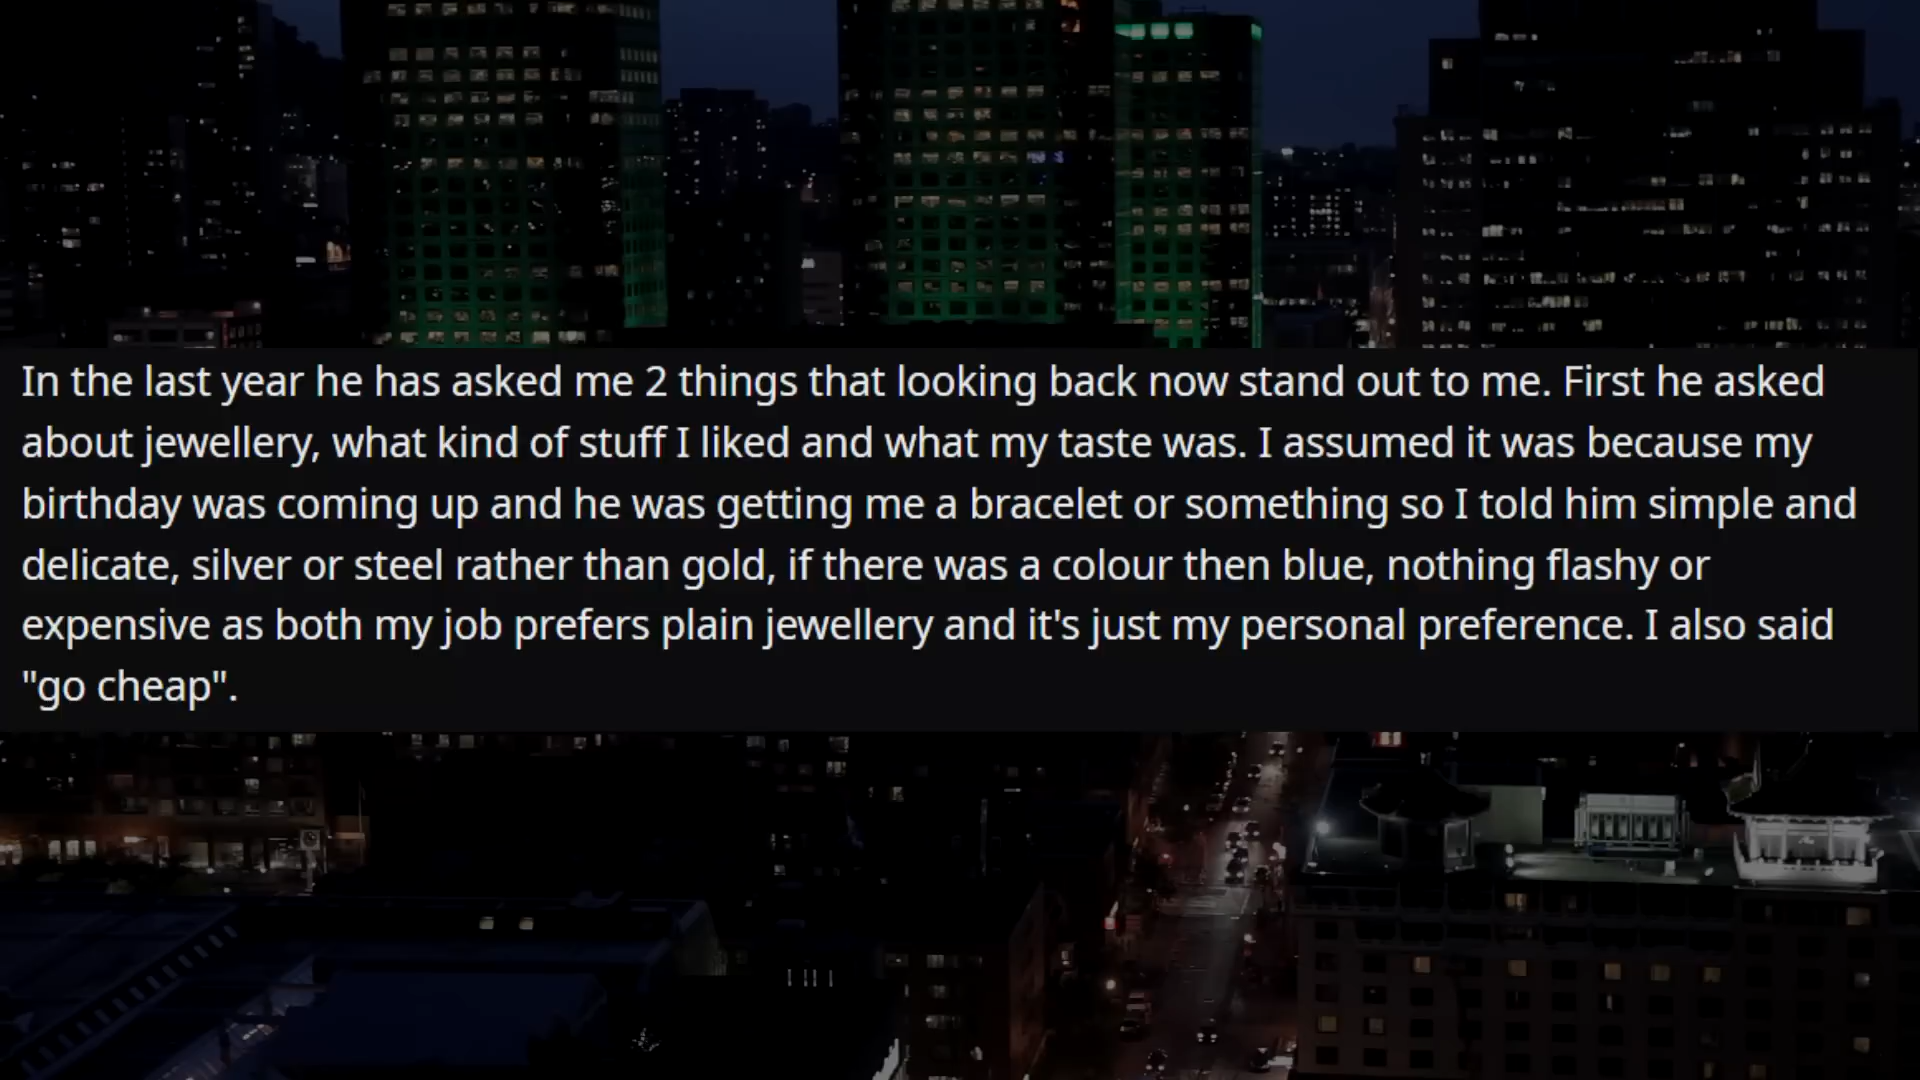 In the last year he has asked me 2 things that looking back now stand out to me. First he asked
about jewellery, what kind of stuff I liked and what my taste was. I assumed it was because my
birthday was coming up and he was getting me a bracelet or something so I told him simple and
delicate, silver or steel rather than gold, if there was a colour then blue, nothing flashy or
expensive as both my job prefers plain jewellery and it's just my personal preference. I also said
"go cheap".